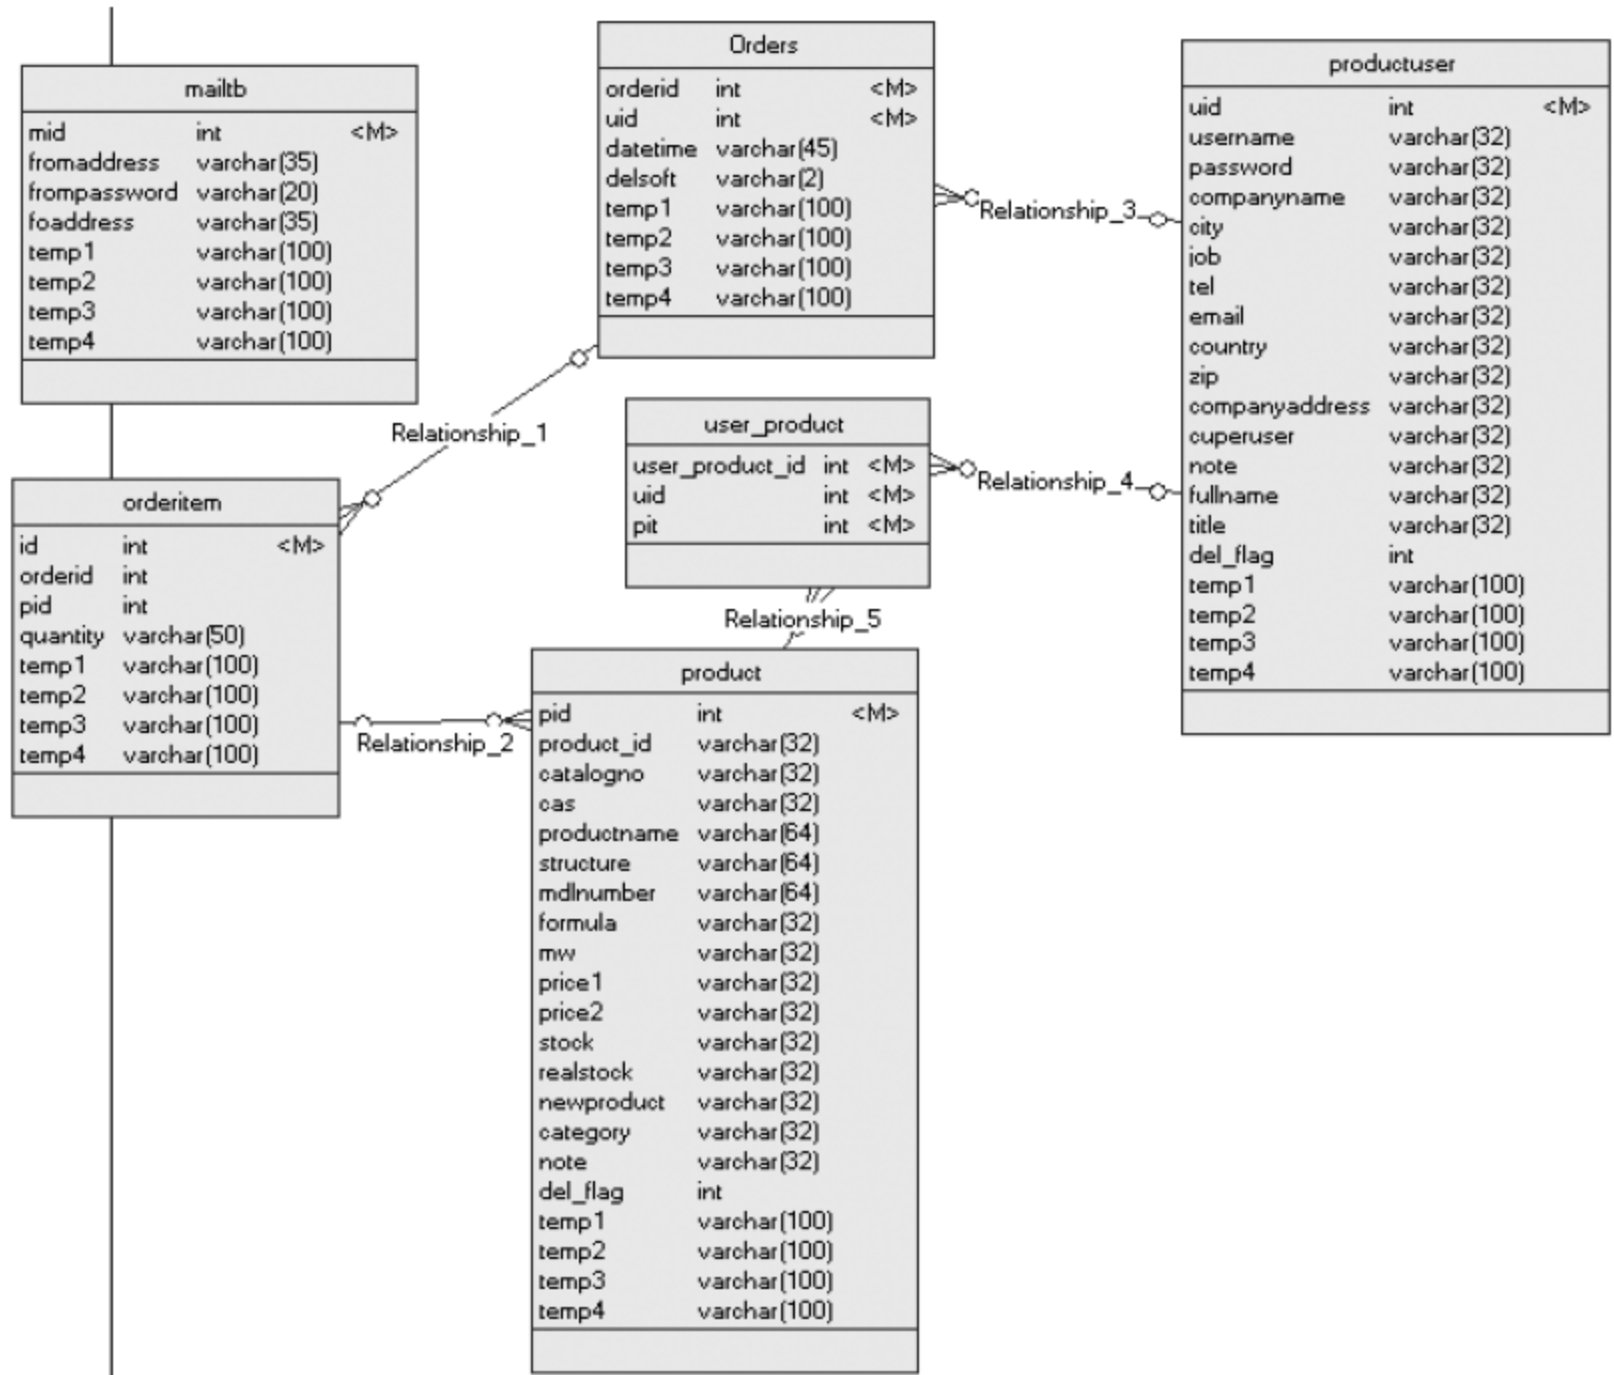 mailtb
mid int <M>
fromaddress varchar(35)
frompassword varchar(20)
foaddress varchar(35)
temp1 varchar(100)
temp2 varchar(100)
temp3 varchar(100)
temp4 varchar(100)
Orders
orderid int <M>
uid int <M>
datetime varchar(45)
delsoft varchar(2)
temp1 varchar(100)
temp2 varchar(100)
temp3 varchar(100)
temp4 varchar(100)
productuser
uid int <M>
username varchar(32)
password varchar(32)
companyname varchar(32)
city varchar(32)
job varchar(32)
tel varchar(32)
email varchar(32)
country varchar(32)
zip varchar(32)
companyaddress varchar(32)
cuperuser varchar(32)
note varchar(32)
fullname varchar(32)
title varchar(32)
del_flag int
temp1 varchar(100)
temp2 varchar(100)
temp3 varchar(100)
temp4 varchar(100)
Relationship_3
Relationship_1
user_product
user_product_id int <M>
uid int <M>
pit int <M>
Relationship_4
orderitem
id int <M>
orderid int
pid int
quantity varchar(50)
temp1 varchar(100)
temp2 varchar(100)
temp3 varchar(100)
temp4 varchar(100)
Relationship_5
Relationship_2
product
pid int <M>
product_id varchar(32)
catalogno varchar(32)
cas varchar(32)
productname varchar(64)
structure varchar(64)
mdlnumber varchar(64)
formula varchar(32)
mw varchar(32)
price1 varchar(32)
price2 varchar(32)
stock varchar(32)
realstock varchar(32)
newproduct varchar(32)
category varchar(32)
note varchar(32)
del_flag int
temp1 varchar(100)
temp2 varchar(100)
temp3 varchar(100)
temp4 varchar(100)